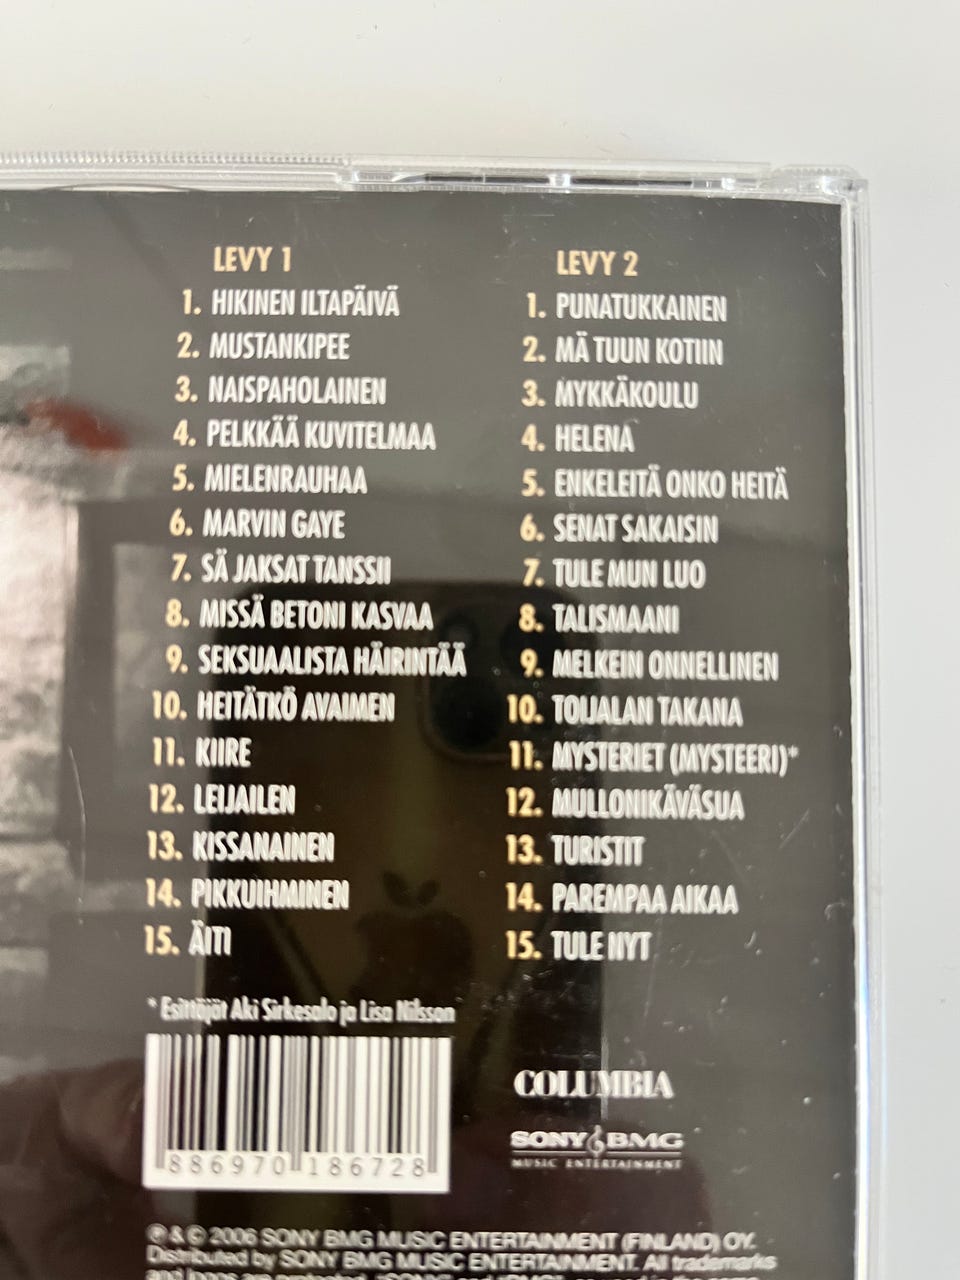 LEVY 1
1. HIKINEN ILTAPÄIVÄ
2. MUSTANKIPEE
3. NAISPAHOLAINEN
4. PELKKÄÄ KUVITELMAA
5. MIELENRAUHAA
6. MARVIN GAYE
7. SÄ JAKSAT TANSSII
8. MISSÄ BETONI KASVAA
9. SEKSUAALISTA HÄIRINTÄÄ
10. HEITÄTKÖ AVAIMEN
11. KIIRE
12. LEIJAILEN
13. KISSANAINEN
14. PIKKUIHMINEN
15. ÄITI
LEVY 2
1. PUNATUKKAINEN
2. MÄ TUUN KOTIIN
3. MYKKÄKOULU
4. HELENA
5. ENKELEITÄ ONKO HEITÄ
6. SENAT SAKAISIN
7. TULE MUN LUO
8. TALISMAANI
9. MELKEIN ONNELLINEN
10. TOIJALAN TAKANA
11. MYSTERIET (MYSTEERI)*
12. MULLONIKÄVÄSUA
13. TURISTIT
14. PAREMPAA AIKAA
15. TULE NYT
* Esittäjät Aki Sirkesalo ja Lisa Nilsson
886970 186728
COLUMBIA
SONY BMG
MUSIC ENTERTAINMENT
℗ & © 2006 SONY BMG MUSIC ENTERTAINMENT (FINLAND) OY.
Distributed by SONY BMG MUSIC ENTERTAINMENT. All trademarks
and logos are protected.